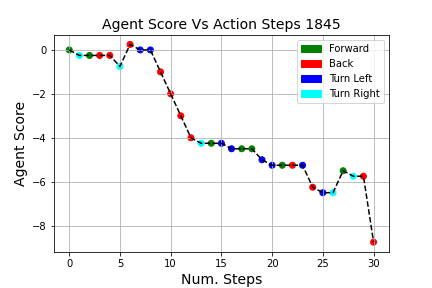 Agent Score Vs Action Steps 1845
Forward
Back
Turn Left
Turn Right
Agent Score
0
−2
−4
−6
−8
0 5 10 15 20 25 30
Num. Steps